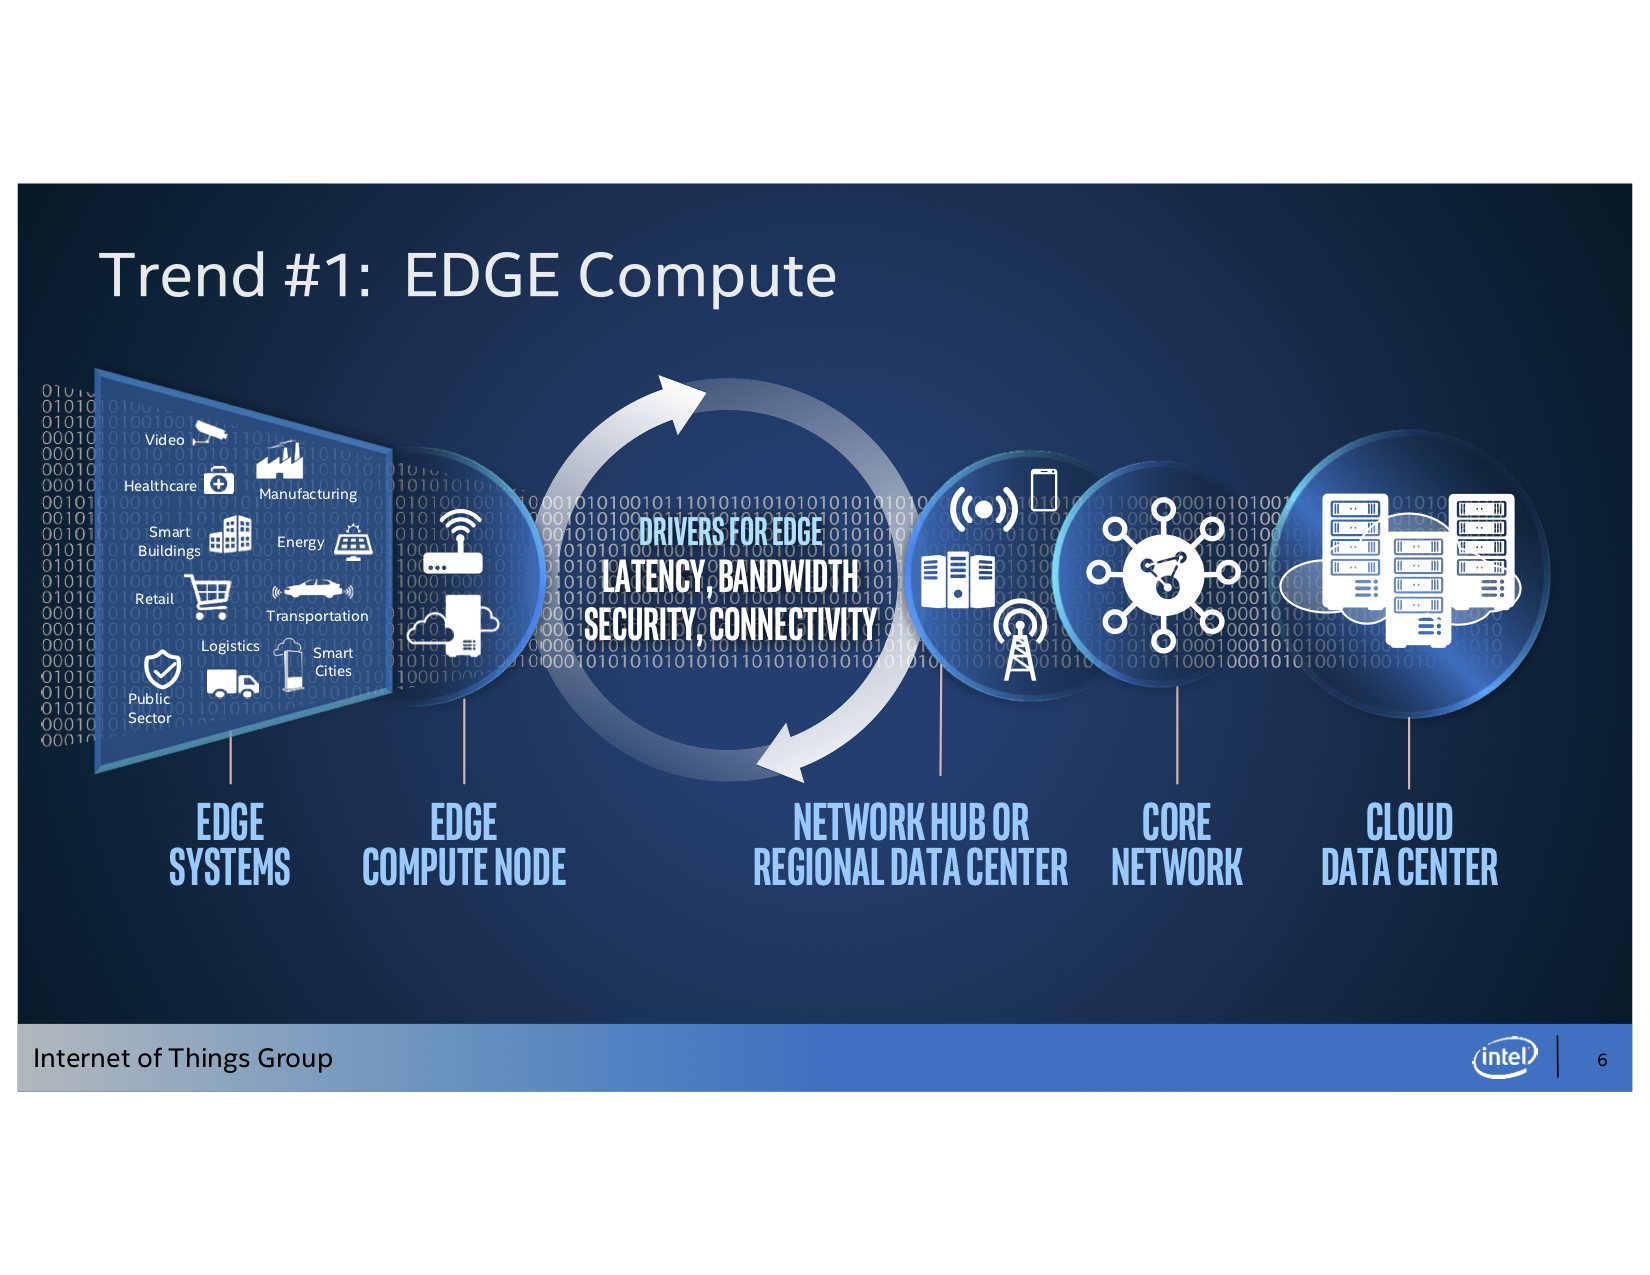 Trend #1:  EDGE Compute
Video
Manufacturing
Healthcare
Smart
Buildings
Energy
Retail
Transportation
Logistics
Smart
Cities
Public
Sector
DRIVERS FOR EDGE
LATENCY, BANDWIDTH
SECURITY, CONNECTIVITY
EDGE
SYSTEMS
EDGE
COMPUTE NODE
NETWORK HUB OR
REGIONAL DATA CENTER
CORE
NETWORK
CLOUD
DATA CENTER
Internet of Things Group
intel
6